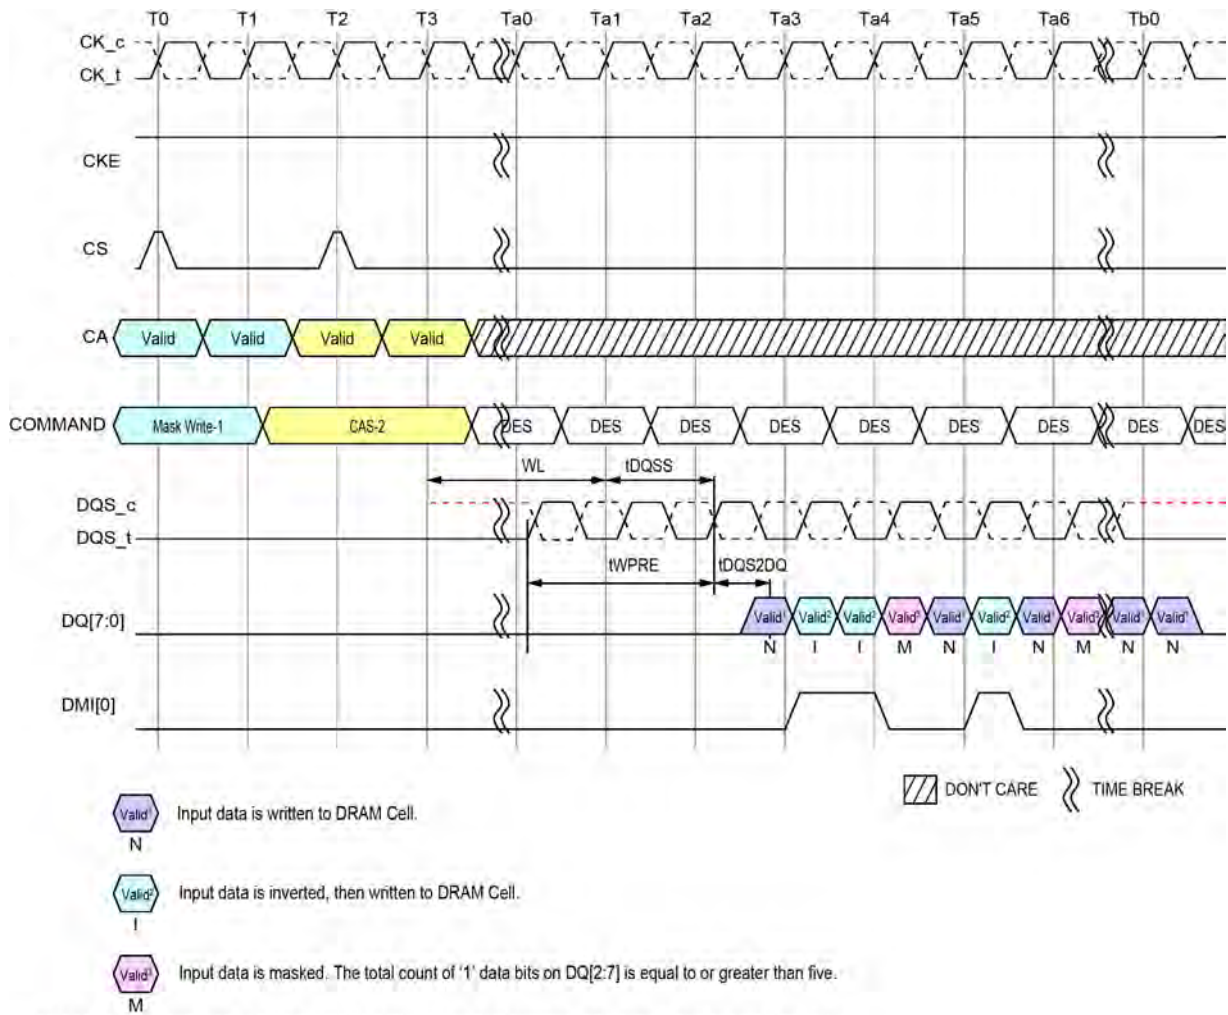 T0 T1 T2 T3 Ta0 Ta1 Ta2 Ta3 Ta4 Ta5 Ta6 Tb0
CK_c
CK_t
CKE
CS
CA Valid Valid Valid Valid
COMMAND Mask Write-1 CAS-2 DES DES DES DES DES DES DES DES DES
WL tDQSS
DQS_c
DQS_t
tWPRE tDQS2DQ
DQ[7:0] Valid¹ Valid² Valid² Valid³ Valid¹ Valid² Valid¹ Valid³ Valid¹ Valid¹
N I I M N I N M N N
DMI[0]
DON'T CARE TIME BREAK
Valid¹ Input data is written to DRAM Cell.
N
Valid² Input data is inverted, then written to DRAM Cell.
I
Valid³ Input data is masked. The total count of '1' data bits on DQ[2:7] is equal to or greater than five.
M